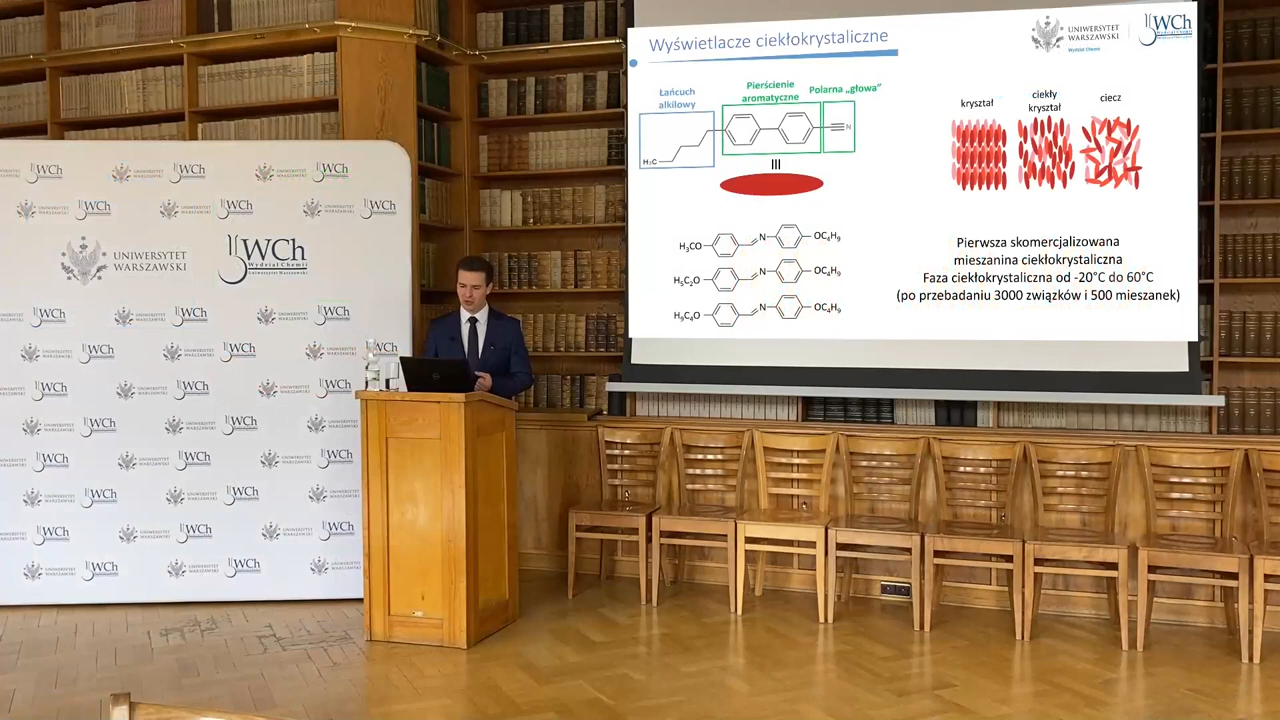 Wyświetlacze ciekłokrystaliczne
UNIWERSYTET
WARSZAWSKI
Wydział Chemii
WCh
Łańcuch
alkilowy
Pierścienie
aromatyczne
Polarna „głowa”
H₃C
N
kryształ
ciekły
kryształ
ciecz
H₃CO
N
OC₄H₉
H₅C₂O
N
OC₄H₉
H₉C₄O
N
OC₄H₉
Pierwsza skomercjalizowana
mieszanina ciekłokrystaliczna
Faza ciekłokrystaliczna od -20°C do 60°C
(po przebadaniu 3000 związków i 500 mieszanek)
UNIWERSYTET
WARSZAWSKI
WCh
Wydział Chemii
Uniwersytet Warszawski